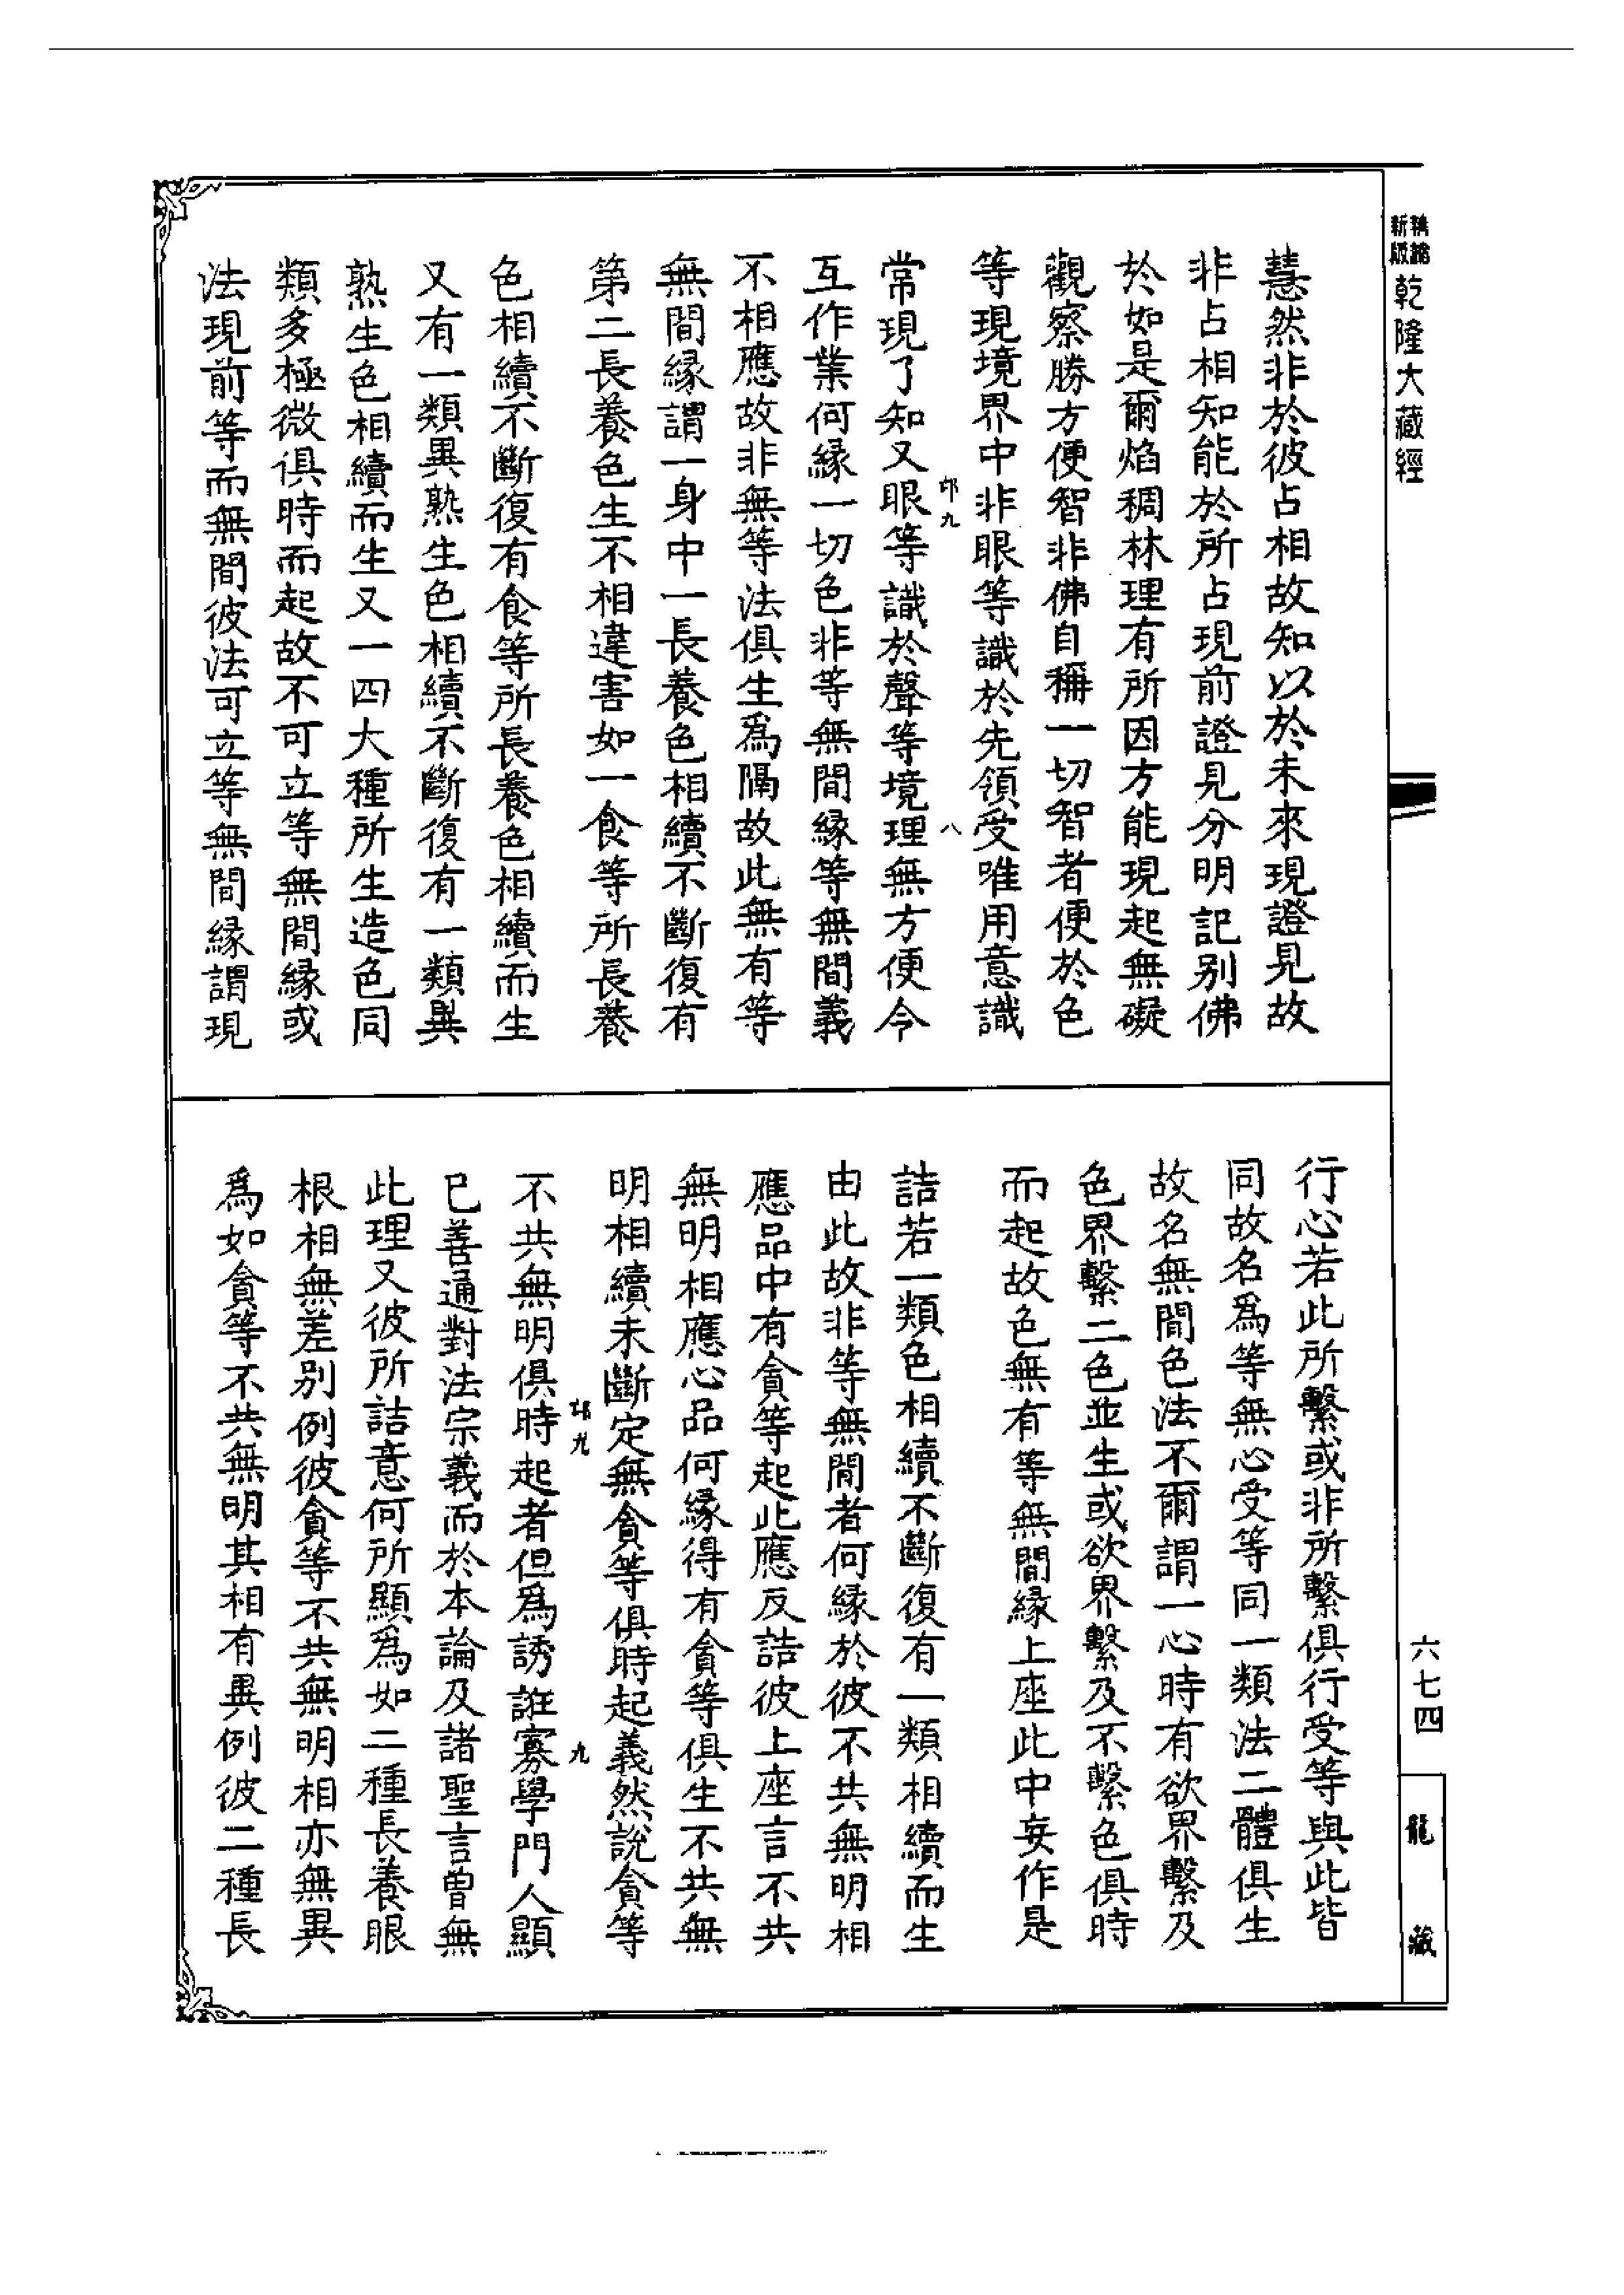 新版
精縮
乾隆大藏經
慧然非於彼占相故知以於未來現證見故
非占相知能於所占現前證見分明記別佛
於如是爾焰稠林理有所因方能現起無礙
觀察勝方便智非佛自稱一切智者便於色
等現境界中非眼等識於先領受唯用意識
邙九
八
常現了知又眼等識於聲等境理無方便今
互作業何緣一切色非等無間緣等無間義
不相應故非無等法俱生爲隔故此無有等
無間緣謂一身中一長養色相續不斷復有
第二長養色生不相違害如一食等所長養
色相續不斷復有食等所長養色相續而生
又有一類異熟生色相續不斷復有一類異
熟生色相續而生又一四大種所生造色同
類多極微俱時而起故不可立等無間緣或
法現前等而無間彼法可立等無間緣謂現
行心若此所繫或非所繫俱行受等與此皆
同故名爲等無心受等同一類法二體俱生
故名無間色法不爾謂一心時有欲界繫及
色界繫二色並生或欲界繫及不繫色俱時
而起故色無有等無間緣上座此中妄作是
詰若一類色相續不斷復有一類相續而生
由此故非等無間者何緣於彼不共無明相
應品中有貪等起此應反詰彼上座言不共
無明相應心品何緣得有貪等俱生不共無
明相續未斷定無貪等俱時起義然說貪等
邙九
九
不共無明俱時起者但爲誘誑寡學門人顯
已善通對法宗義而於本論及諸聖言曾無
此理又彼所詰意何所顯爲如二種長養眼
根相無差別例彼貪等不共無明相亦無異
爲如貪等不共無明其相有異例彼二種長
六七四
龍藏